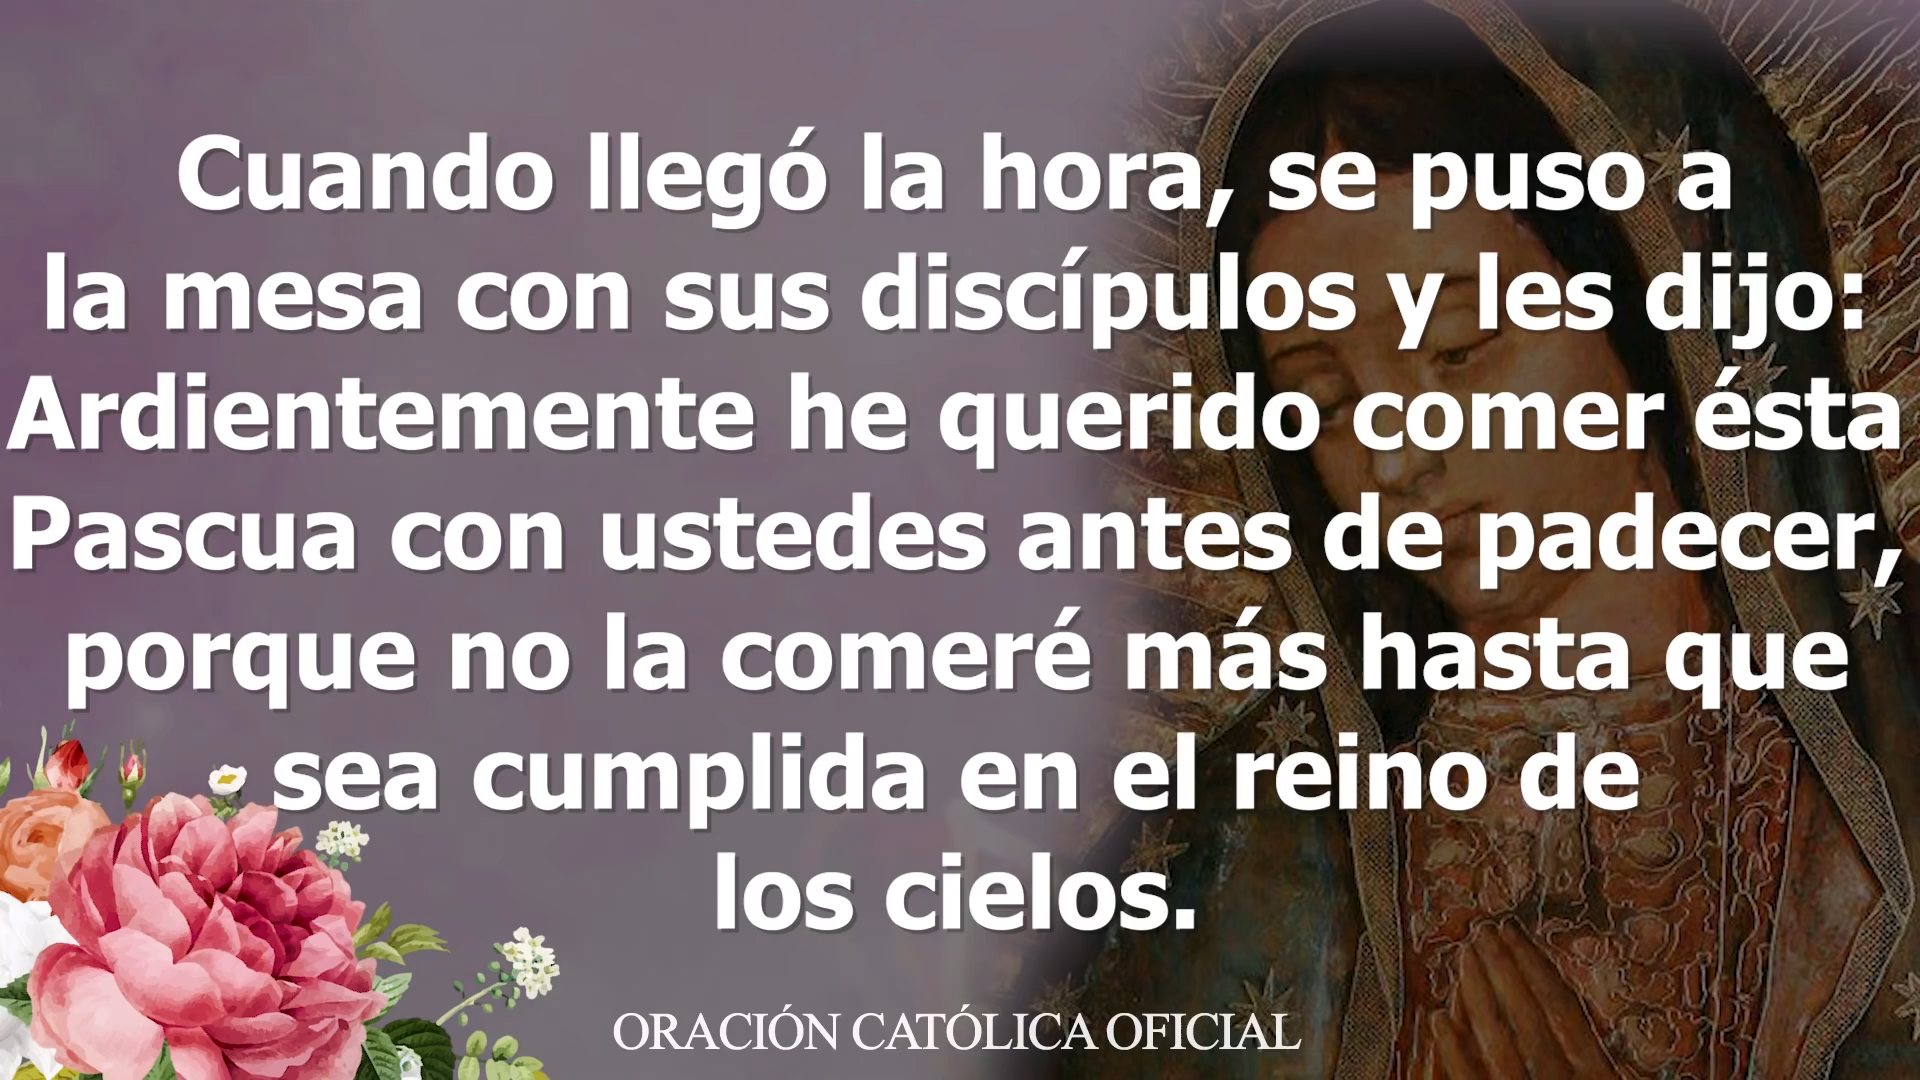 Cuando llegó la hora, se puso a
la mesa con sus discípulos y les dijo:
Ardientemente he querido comer ésta
Pascua con ustedes antes de padecer,
porque no la comeré más hasta que
sea cumplida en el reino de
los cielos.
ORACIÓN CATÓLICA OFICIAL